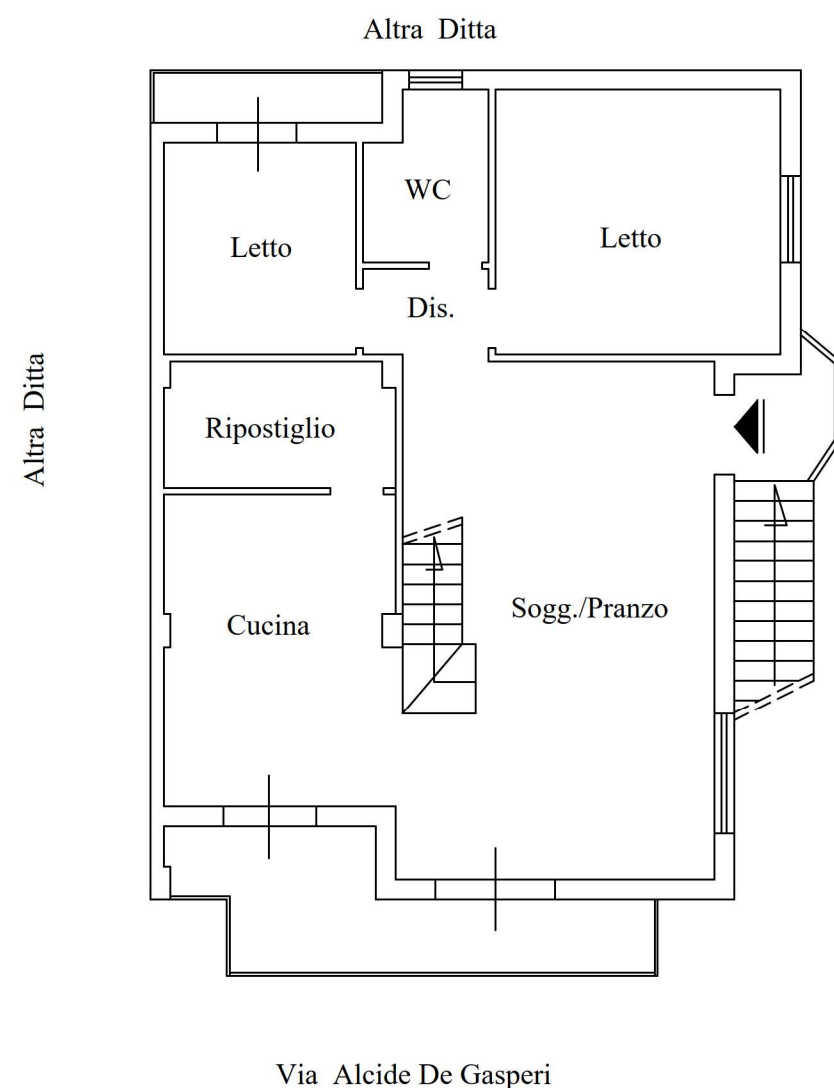 Altra Ditta
WC
Letto
Letto
Dis.
Altra Ditta
Ripostiglio
Sogg./Pranzo
Cucina
Via Alcide De Gasperi